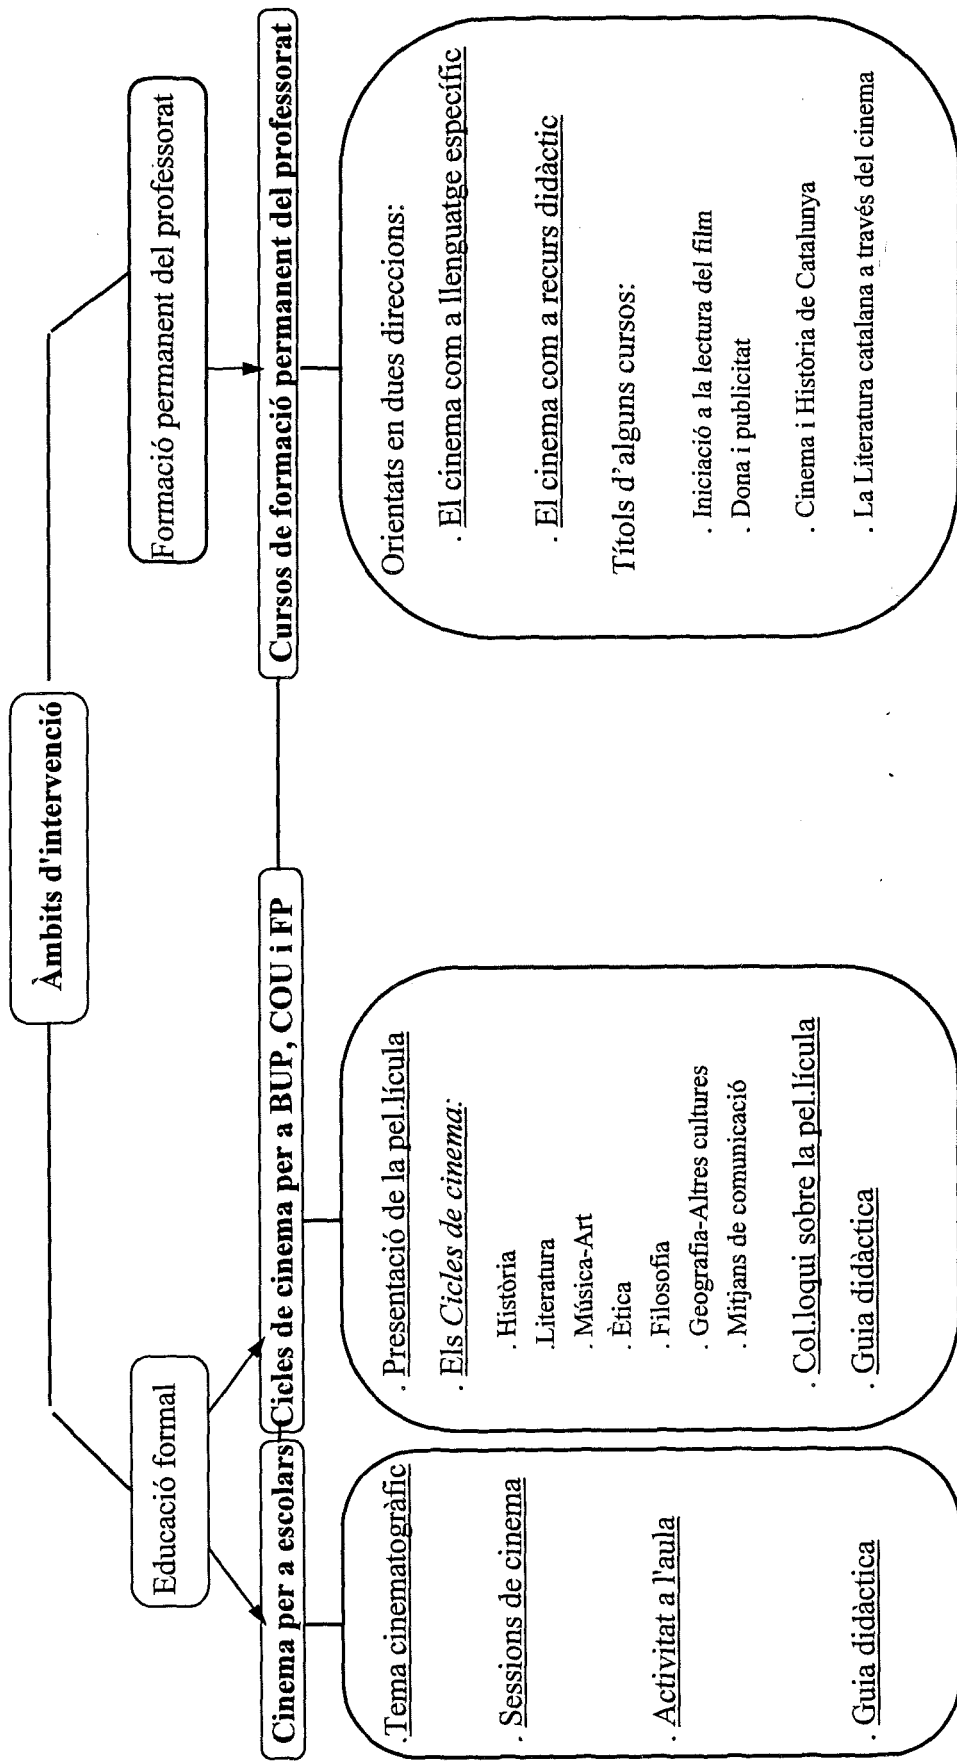 Àmbits d'intervenció
Educació formal
Formació permanent del professorat
Cinema per a escolars
Cicles de cinema per a BUP, COU i FP
Cursos de formació permanent del professorat
. Tema cinematogràfic
. Sessions de cinema
. Activitat a l'aula
. Guia didàctica
. Presentació de la pel.lícula
. Els Cicles de cinema:
. Història
.Literatura
. Música-Art
. Ètica
. Filosofia
. Geografia-Altres cultures
. Mitjans de comunicació
. Col.loqui sobre la pel.lícula
. Guia didàctica
Orientats en dues direccions:
. El cinema com a llenguatge específic
. El cinema com a recurs didàctic
Títols d'alguns cursos:
. Iniciació a la lectura del film
. Dona i publicitat
. Cinema i História de Catalunya
. La Literatura catalana a través del cinema